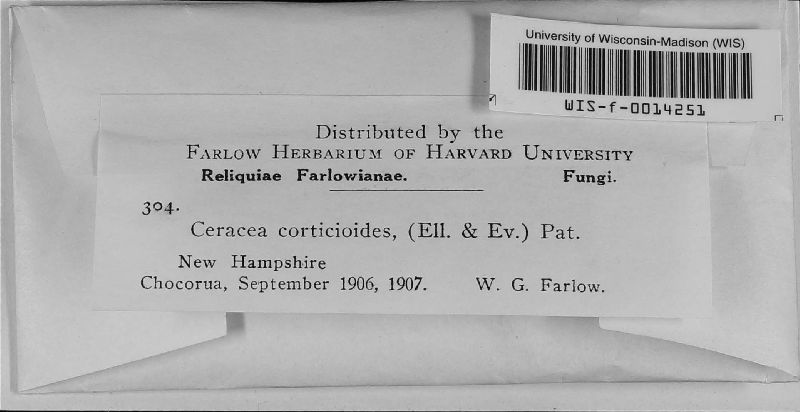 University of Wisconsin-Madison (WIS)
WIS-f-0014251
Distributed by the
FARLOW HERBARIUM OF HARVARD UNIVERSITY
Reliquiae Farlowianae. Fungi.
304.
Ceracea corticioides, (Ell. & Ev.) Pat.
New Hampshire
Chocorua, September 1906, 1907. W. G. Farlow.